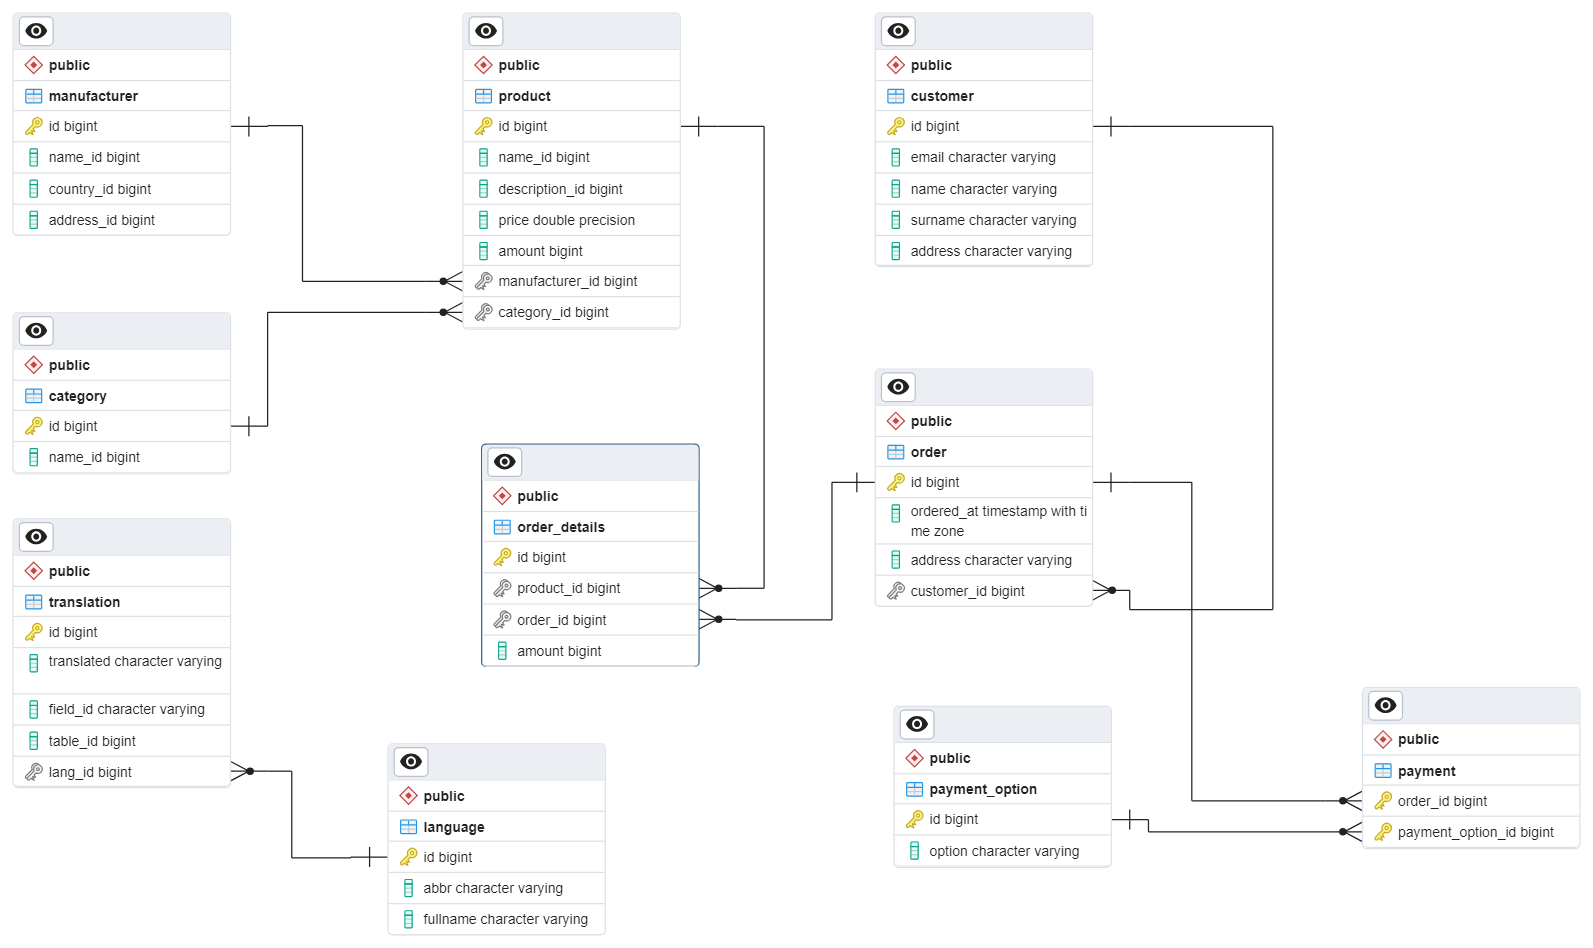 public
manufacturer
id bigint
name_id bigint
country_id bigint
address_id bigint
public
product
id bigint
name_id bigint
description_id bigint
price double precision
amount bigint
manufacturer_id bigint
category_id bigint
public
customer
id bigint
email character varying
name character varying
surname character varying
address character varying
public
category
id bigint
name_id bigint
public
order
id bigint
ordered_at timestamp with ti
me zone
address character varying
customer_id bigint
public
order_details
id bigint
product_id bigint
order_id bigint
amount bigint
public
translation
id bigint
translated character varying
field_id character varying
table_id bigint
lang_id bigint
public
language
id bigint
abbr character varying
fullname character varying
public
payment_option
id bigint
option character varying
public
payment
order_id bigint
payment_option_id bigint